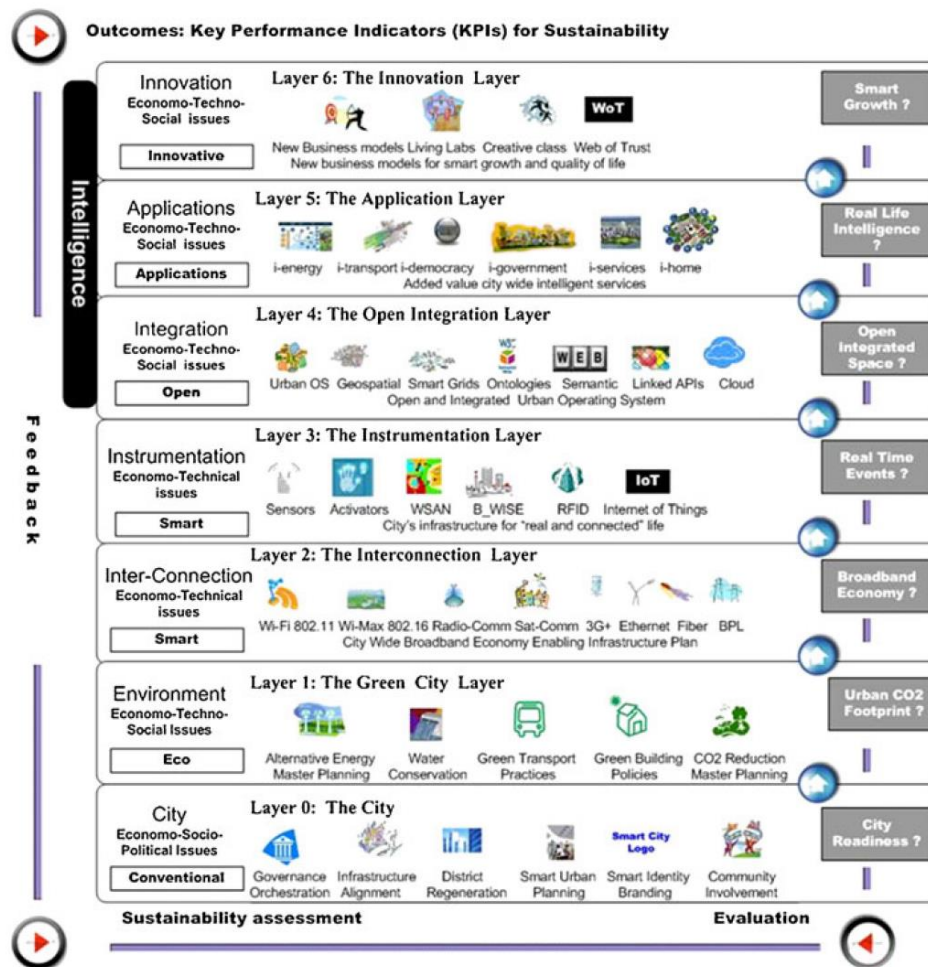 Outcomes: Key Performance Indicators (KPIs) for Sustainability
Intelligence
Feedback
Innovation
Economo-Techno-
Social issues
Innovative
Layer 6: The Innovation Layer
WoT
New Business models Living Labs Creative class Web of Trust
New business models for smart growth and quality of life
Smart
Growth ?
Applications
Economo-Techno-
Social issues
Applications
Layer 5: The Application Layer
i-energy i-transport i-democracy i-government i-services i-home
Added value city wide intelligent services
Real Life
Intelligence
?
Integration
Economo-Techno-
Social issues
Open
Layer 4: The Open Integration Layer
WEB
Urban OS Geospatial Smart Grids Ontologies Semantic Linked APIs Cloud
Open and Integrated Urban Operating System
Open
Integrated
Space ?
Instrumentation
Economo-Technical
issues
Smart
Layer 3: The Instrumentation Layer
IoT
Sensors Activators WSAN B_WISE RFID Internet of Things
City's infrastructure for "real and connected" life
Real Time
Events ?
Inter-Connection
Economo-Technical
issues
Smart
Layer 2: The Interconnection Layer
Wi-Fi 802.11 Wi-Max 802.16 Radio-Comm Sat-Comm 3G+ Ethernet Fiber BPL
City Wide Broadband Economy Enabling Infrastructure Plan
Broadband
Economy ?
Environment
Economo-Techno-
Social Issues
Eco
Layer 1: The Green City Layer
Alternative Energy Water Green Transport Green Building CO2 Reduction
Master Planning Conservation Practices Policies Master Planning
Urban CO2
Footprint ?
City
Economo-Socio-
Political Issues
Conventional
Layer 0: The City
Smart City
Logo
Governance Infrastructure District Smart Urban Smart Identity Community
Orchestration Alignment Regeneration Planning Branding Involvement
City
Readiness ?
Sustainability assessment Evaluation